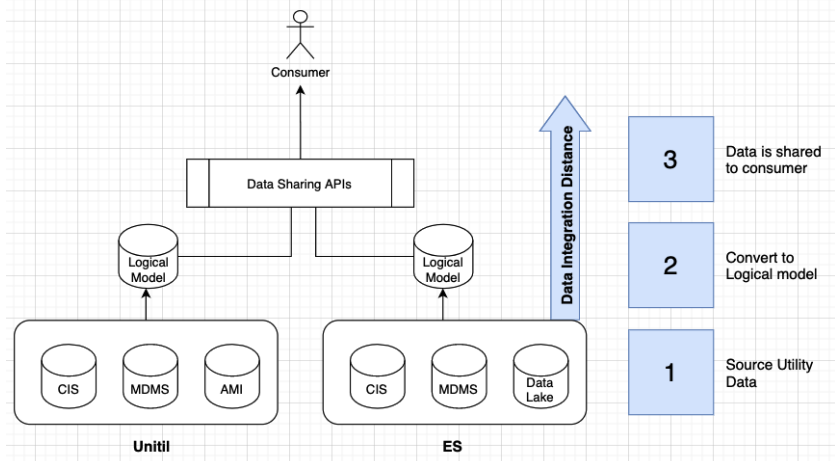 Consumer
Data Sharing APIs
Logical
Model
Logical
Model
CIS
MDMS
AMI
Unitil
CIS
MDMS
Data
Lake
ES
Data Integration Distance
3
Data is shared
to consumer
2
Convert to
Logical model
1
Source Utility
Data